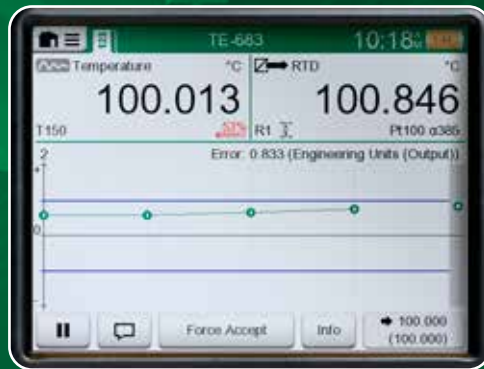 TE-683 10:18
Temperature °C RTD °C
100.013 100.846
T150 R1 Pt100 α385
2 Error: 0.833 (Engineering Units (Output))
0
Force Accept Info 100.000
(100.000)